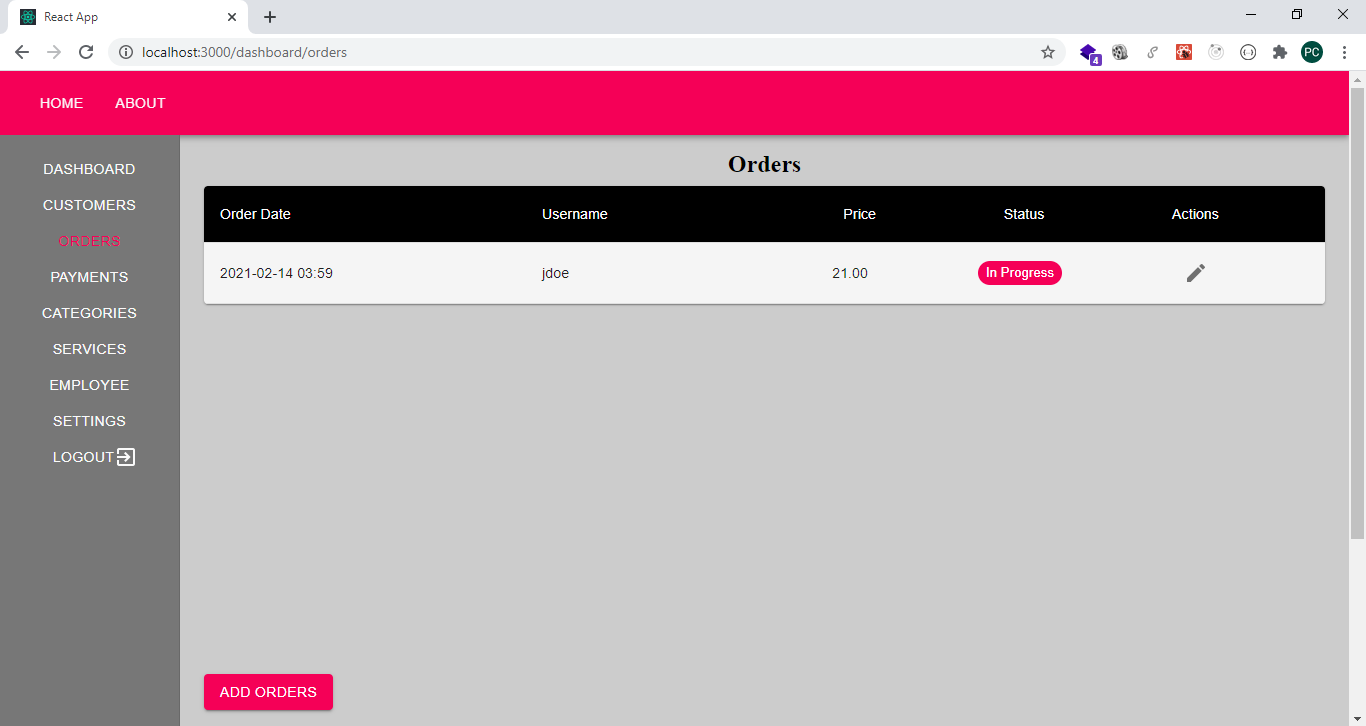 React App
localhost:3000/dashboard/orders
4
PC
HOME ABOUT
DASHBOARD
CUSTOMERS
ORDERS
PAYMENTS
CATEGORIES
SERVICES
EMPLOYEE
SETTINGS
LOGOUT
Orders
Order Date Username Price Status Actions
2021-02-14 03:59 jdoe 21.00 In Progress
ADD ORDERS